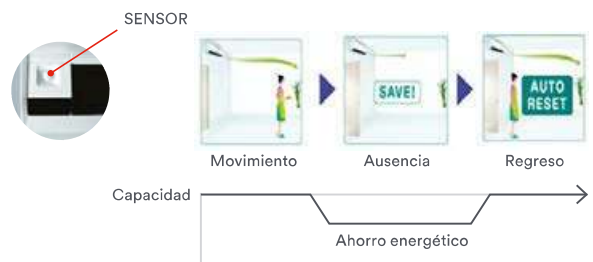 SENSOR
SAVE!
AUTO
RESET
Movimiento
Ausencia
Regreso
Capacidad
Ahorro energético